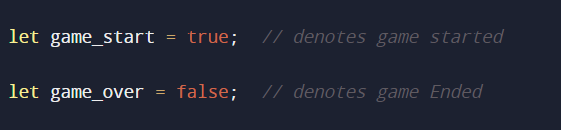 let game_start = true;  // denotes game started
let game_over = false;  // denotes game Ended